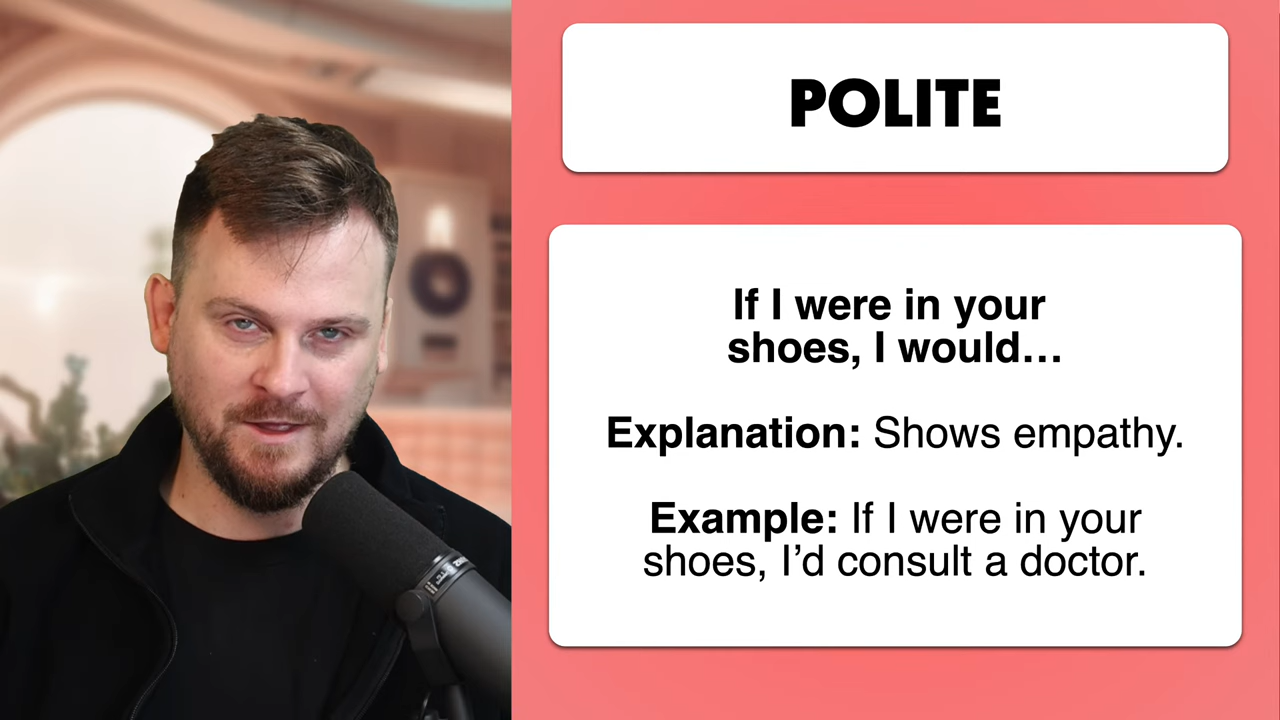 POLITE
If I were in your
shoes, I would…
Explanation: Shows empathy.
Example: If I were in your
shoes, I’d consult a doctor.